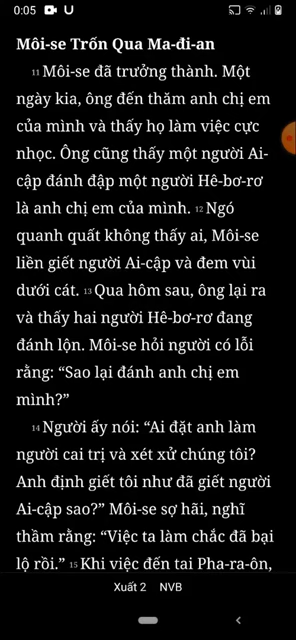 0:05
Môi-se Trốn Qua Ma-đi-an
11 Môi-se đã trưởng thành. Một
ngày kia, ông đến thăm anh chị em
của mình và thấy họ làm việc cực
nhọc. Ông cũng thấy một người Ai-
cập đánh đập một người Hê-bơ-rơ
là anh chị em của mình. 12 Ngó
quanh quất không thấy ai, Môi-se
liền giết người Ai-cập và đem vùi
dưới cát. 13 Qua hôm sau, ông lại ra
và thấy hai người Hê-bơ-rơ đang
đánh lộn. Môi-se hỏi người có lỗi
rằng: “Sao lại đánh anh chị em
mình?”
14 Người ấy nói: “Ai đặt anh làm
người cai trị và xét xử chúng tôi?
Anh định giết tôi như đã giết người
Ai-cập sao?” Môi-se sợ hãi, nghĩ
thầm rằng: “Việc ta làm chắc đã bại
lộ rồi.” 15 Khi việc đến tai Pha-ra-ôn,
Xuất 2 NVB